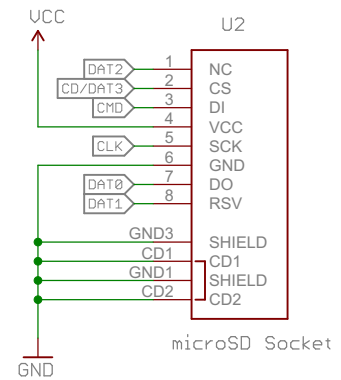 VCC
U2
DAT2 1 NC
CD/DAT3 2 CS
CMD 3 DI
4 VCC
CLK 5 SCK
6 GND
DAT0 7 DO
DAT1 8 RSV
GND3 SHIELD
CD1 CD1
GND1 SHIELD
CD2 CD2
microSD Socket
GND